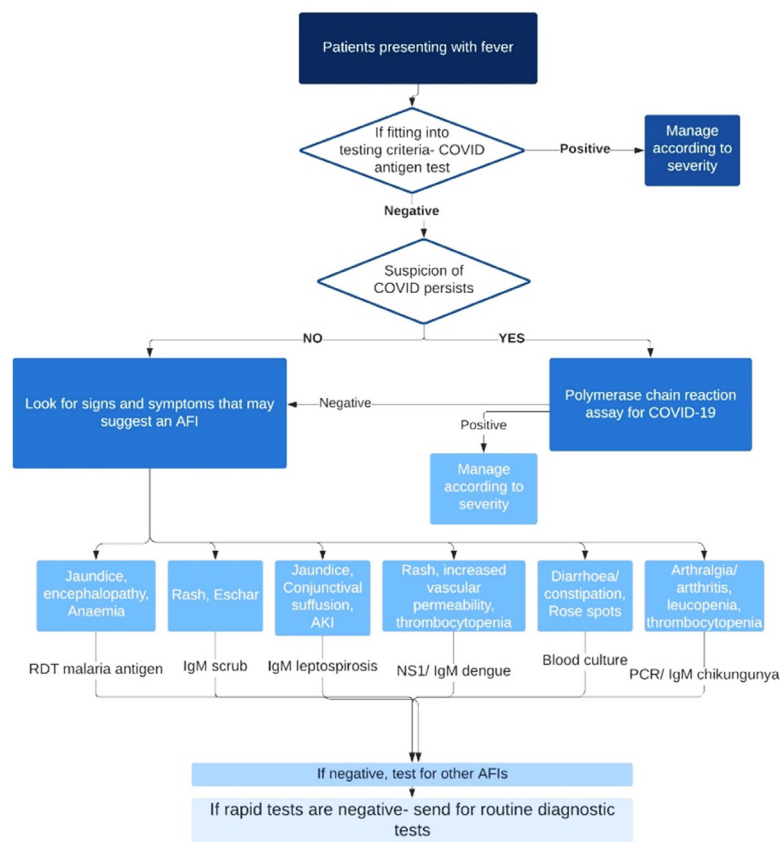 Patients presenting with fever
If fitting into
testing criteria- COVID
antigen test
Positive
Manage
according to
severity
Negative
Suspicion of
COVID persists
NO
YES
Look for signs and symptoms that may
suggest an AFI
Negative
Polymerase chain reaction
assay for COVID-19
Positive
Manage
according to
severity
Jaundice,
encephalopathy,
Anaemia
Rash, Eschar
Jaundice,
Conjunctival
suffusion,
AKI
Rash, increased
vascular
permeability,
thrombocytopenia
Diarrhoea/
constipation,
Rose spots
Arthralgia/
artthritis,
leucopenia,
thrombocytopenia
RDT malaria antigen
IgM scrub
IgM leptospirosis
NS1/ IgM dengue
Blood culture
PCR/ IgM chikungunya
If negative, test for other AFIs
If rapid tests are negative- send for routine diagnostic
tests